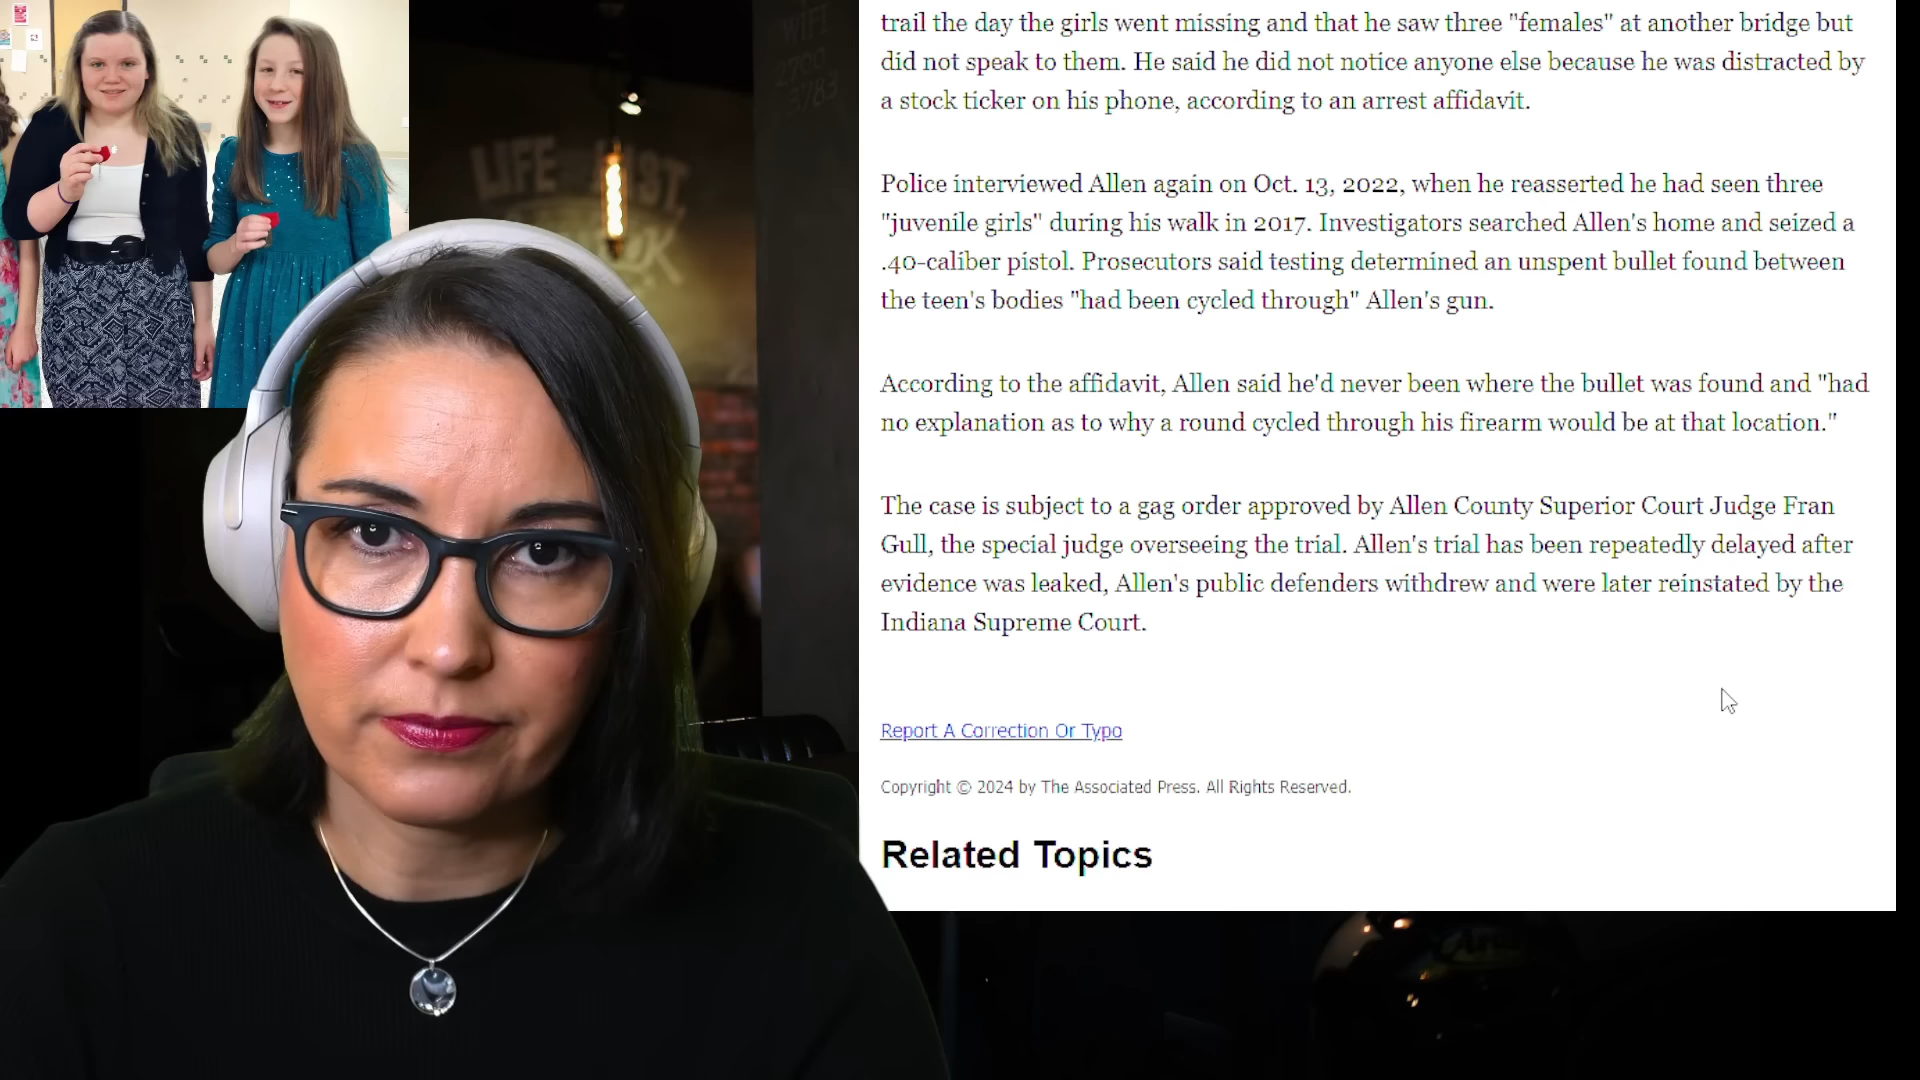 WIFI
2700
3783
LIFE
trail the day the girls went missing and that he saw three "females" at another bridge but
did not speak to them. He said he did not notice anyone else because he was distracted by
a stock ticker on his phone, according to an arrest affidavit.
Police interviewed Allen again on Oct. 13, 2022, when he reasserted he had seen three
"juvenile girls" during his walk in 2017. Investigators searched Allen's home and seized a
.40-caliber pistol. Prosecutors said testing determined an unspent bullet found between
the teen's bodies "had been cycled through" Allen's gun.
According to the affidavit, Allen said he'd never been where the bullet was found and "had
no explanation as to why a round cycled through his firearm would be at that location."
The case is subject to a gag order approved by Allen County Superior Court Judge Fran
Gull, the special judge overseeing the trial. Allen's trial has been repeatedly delayed after
evidence was leaked, Allen's public defenders withdrew and were later reinstated by the
Indiana Supreme Court.
Report A Correction Or Typo
Copyright © 2024 by The Associated Press. All Rights Reserved.
Related Topics